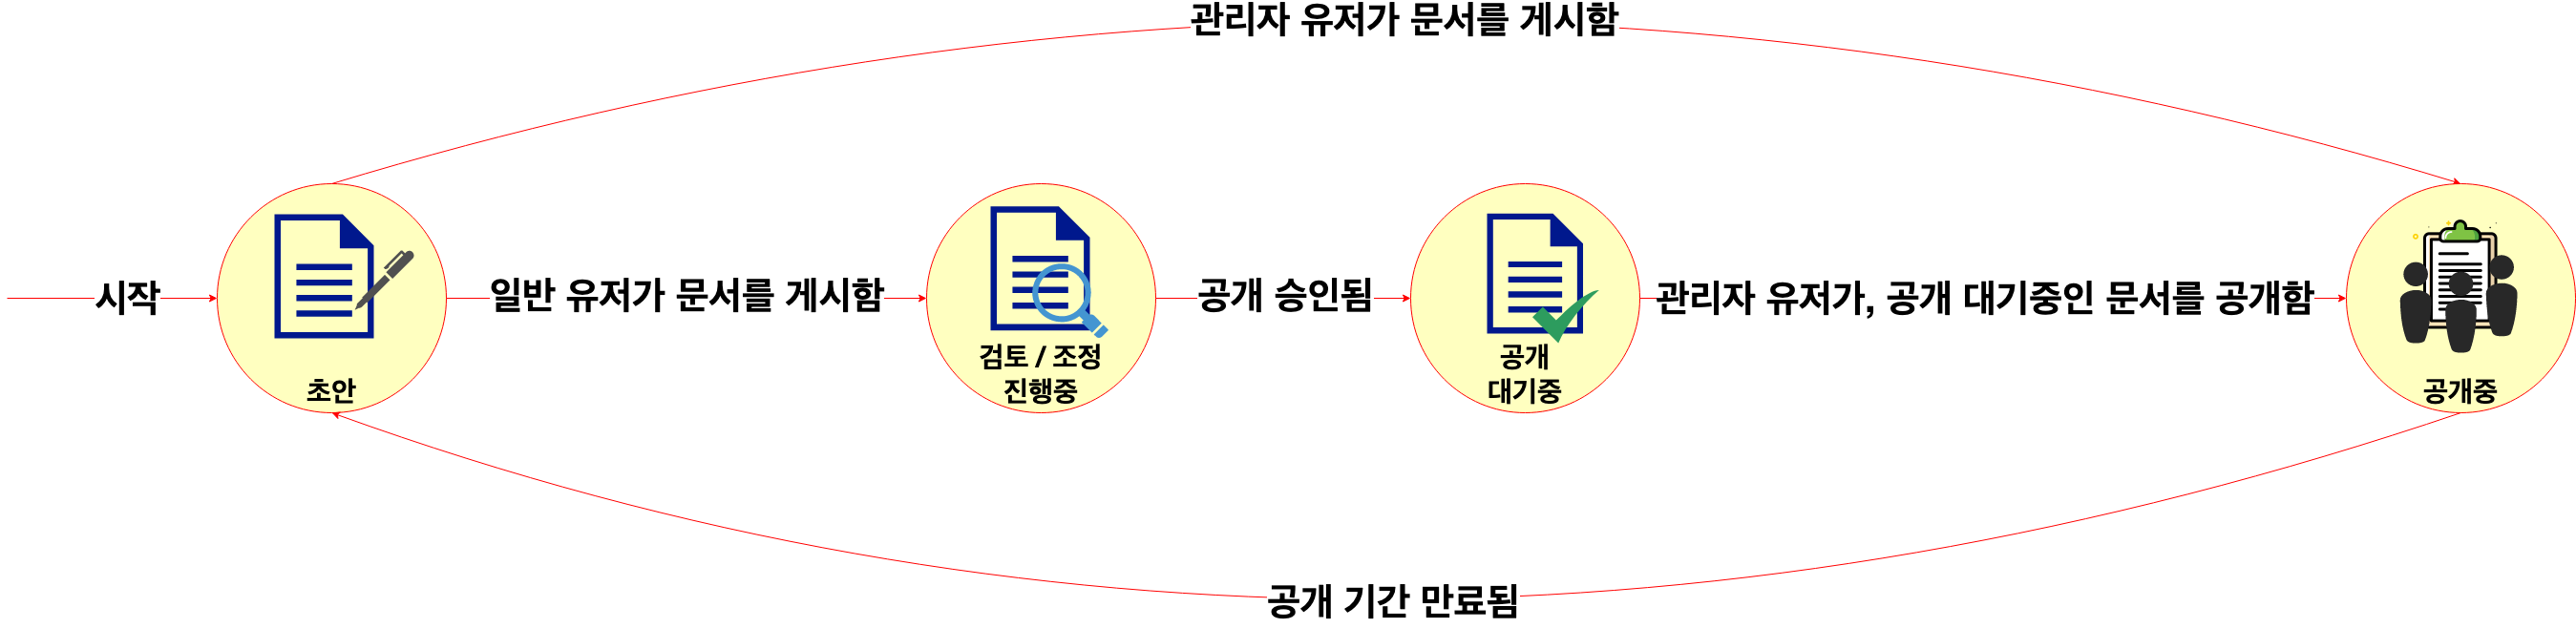 관리자 유저가 문서를 게시함
시작
초안
일반 유저가 문서를 게시함
검토 / 조정
진행중
공개 승인됨
공개
대기중
관리자 유저가, 공개 대기중인 문서를 공개함
공개중
공개 기간 만료됨